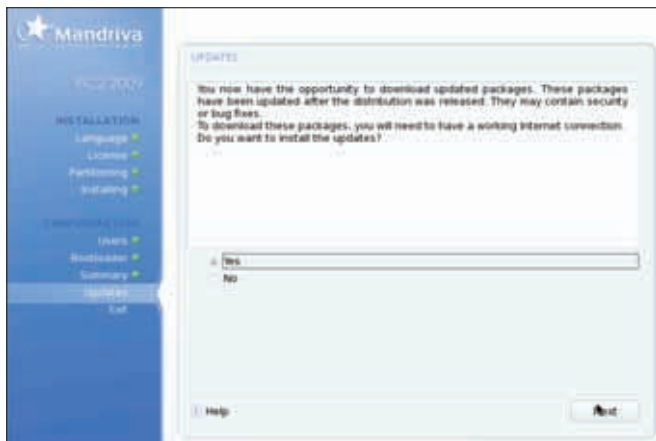 Mandriva
UPDATES
INSTALLATION
Language
License
Partitioning
Installing
CONFIGURATION
Users
Bootloader
Summary
Updates
Exit
You now have the opportunity to download updated packages. These packages
have been updated after the distribution was released. They may contain security
or bug fixes.
To download these packages, you will need to have a working Internet connection.
Do you want to install the updates?
Yes
No
Help
Next